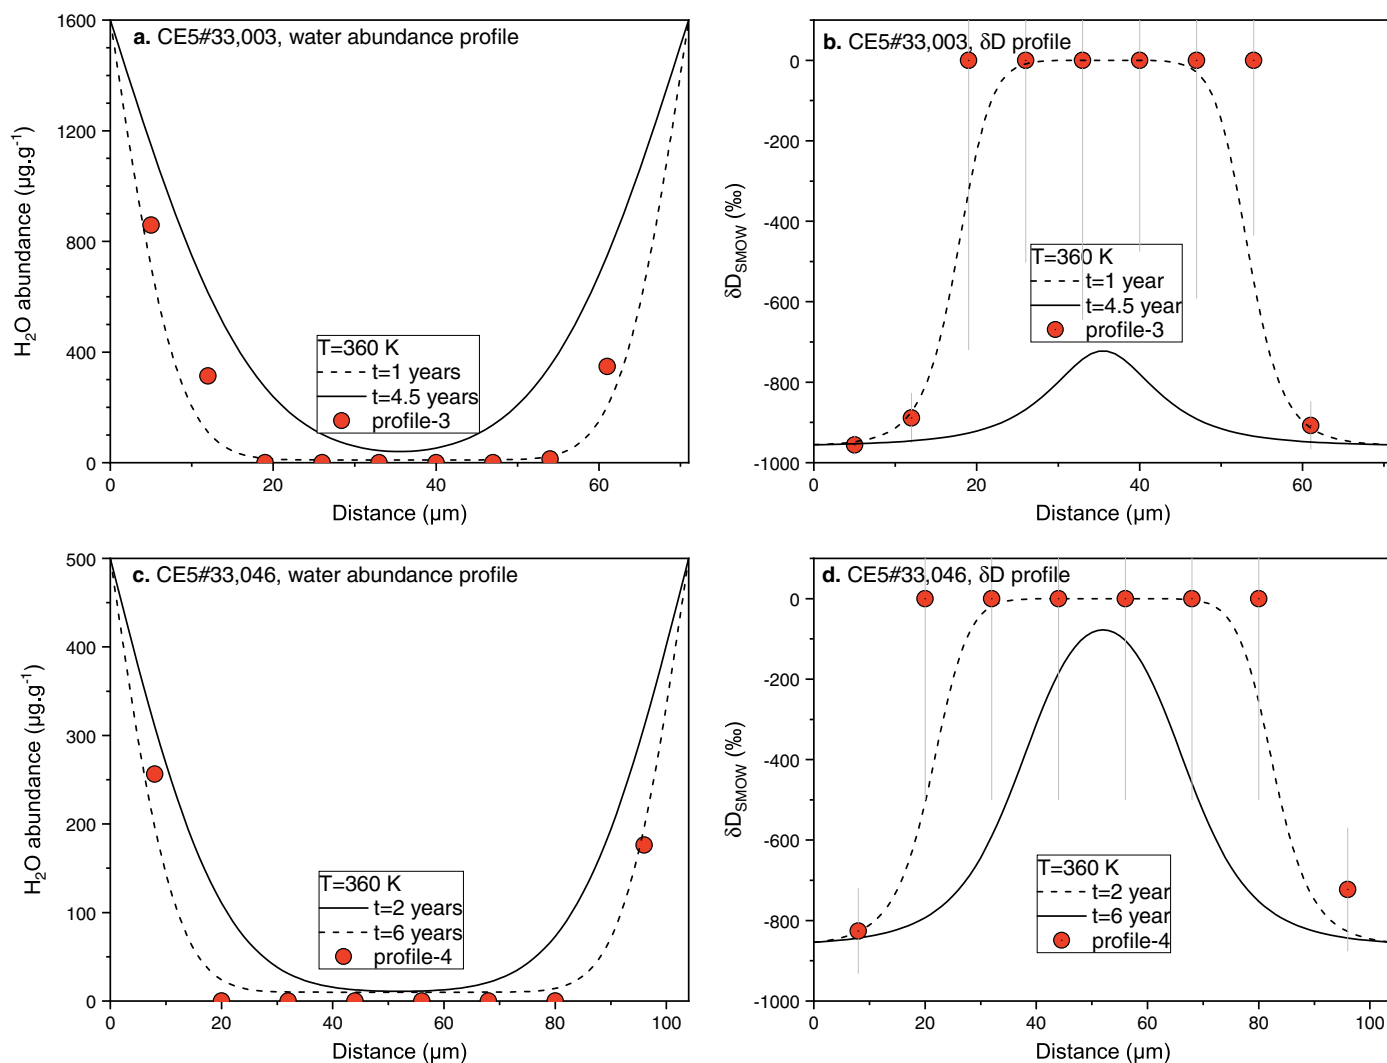 a. CE5#33,003, water abundance profile
1600
1200
800
400
0
H2O abundance (µg.g-1)
T=360 K
t=1 years
t=4.5 years
profile-3
0 20 40 60
Distance (µm)
b. CE5#33,003, δD profile
0
-200
-400
-600
-800
-1000
δDSMOW (‰)
T=360 K
t=1 year
t=4.5 year
profile-3
0 20 40 60
Distance (µm)
c. CE5#33,046, water abundance profile
500
400
300
200
100
0
H2O abundance (µg.g-1)
T=360 K
t=2 years
t=6 years
profile-4
0 20 40 60 80 100
Distance (µm)
d. CE5#33,046, δD profile
0
-200
-400
-600
-800
-1000
δDSMOW (‰)
T=360 K
t=2 year
t=6 year
profile-4
0 20 40 60 80 100
Distance (µm)